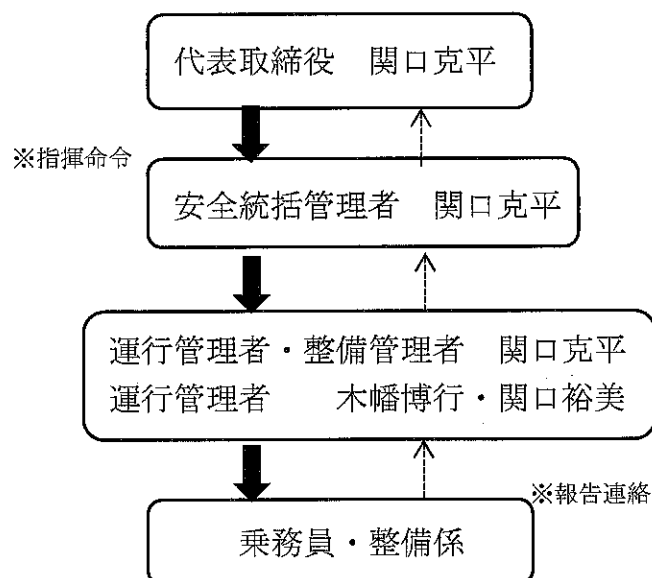 代表取締役　関口克平
※指揮命令
安全統括管理者　関口克平
運行管理者・整備管理者　関口克平
運行管理者　木幡博行・関口裕美
※報告連絡
乗務員・整備係